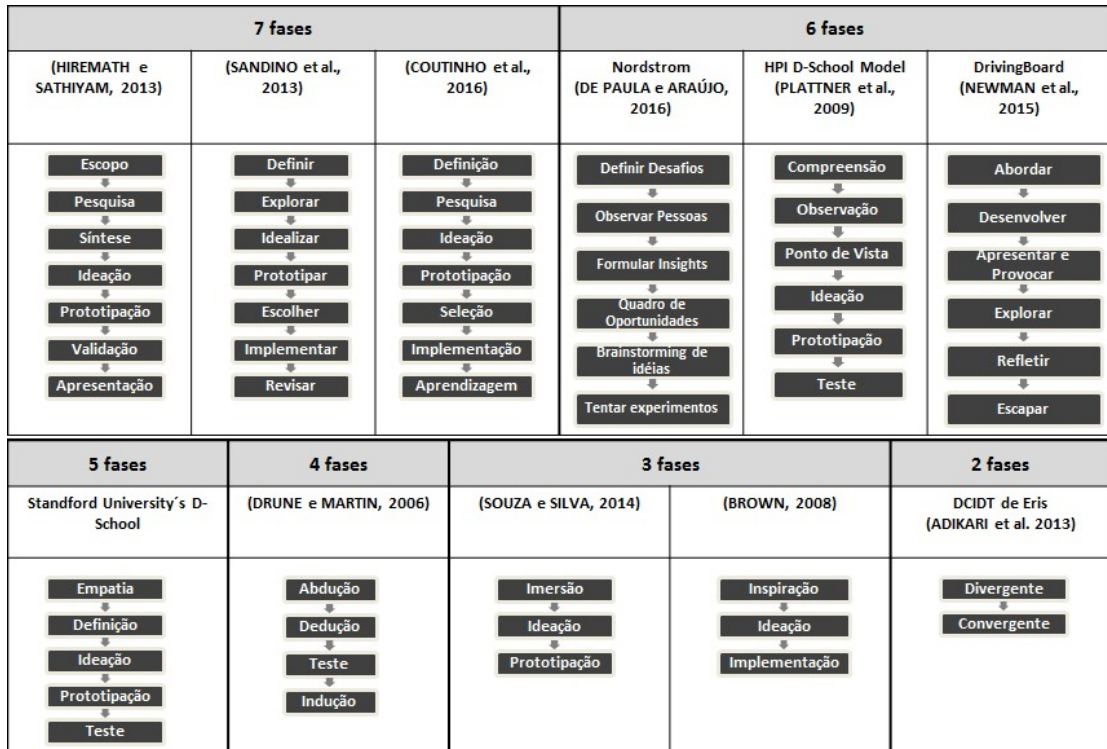 7 fases
6 fases
(HIREMATH e
SATHIYAM, 2013)
(SANDINO et al.,
2013)
(COUTINHO et al.,
2016)
Nordstrom
(DE PAULA e ARAÚJO,
2016)
HPI D-School Model
(PLATTNER et al.,
2009)
DrivingBoard
(NEWMAN et al.,
2015)
Escopo
Pesquisa
Síntese
Ideação
Prototipação
Validação
Apresentação
Definir
Explorar
Idealizar
Prototipar
Escolher
Implementar
Revisar
Definição
Pesquisa
Ideação
Prototipação
Seleção
Implementação
Aprendizagem
Definir Desafios
Observar Pessoas
Formular Insights
Quadro de
Oportunidades
Brainstorming de
idéias
Tentar experimentos
Compreensão
Observação
Ponto de Vista
Ideação
Prototipação
Teste
Abordar
Desenvolver
Apresentar e
Provocar
Explorar
Refletir
Escapar
5 fases
4 fases
3 fases
2 fases
Standford University´s D-
School
(DRUNE e MARTIN, 2006)
(SOUZA e SILVA, 2014)
(BROWN, 2008)
DCIDT de Eris
(ADIKARI et al. 2013)
Empatia
Definição
Ideação
Prototipação
Teste
Abdução
Dedução
Teste
Indução
Imersão
Ideação
Prototipação
Inspiração
Ideação
Implementação
Divergente
Convergente